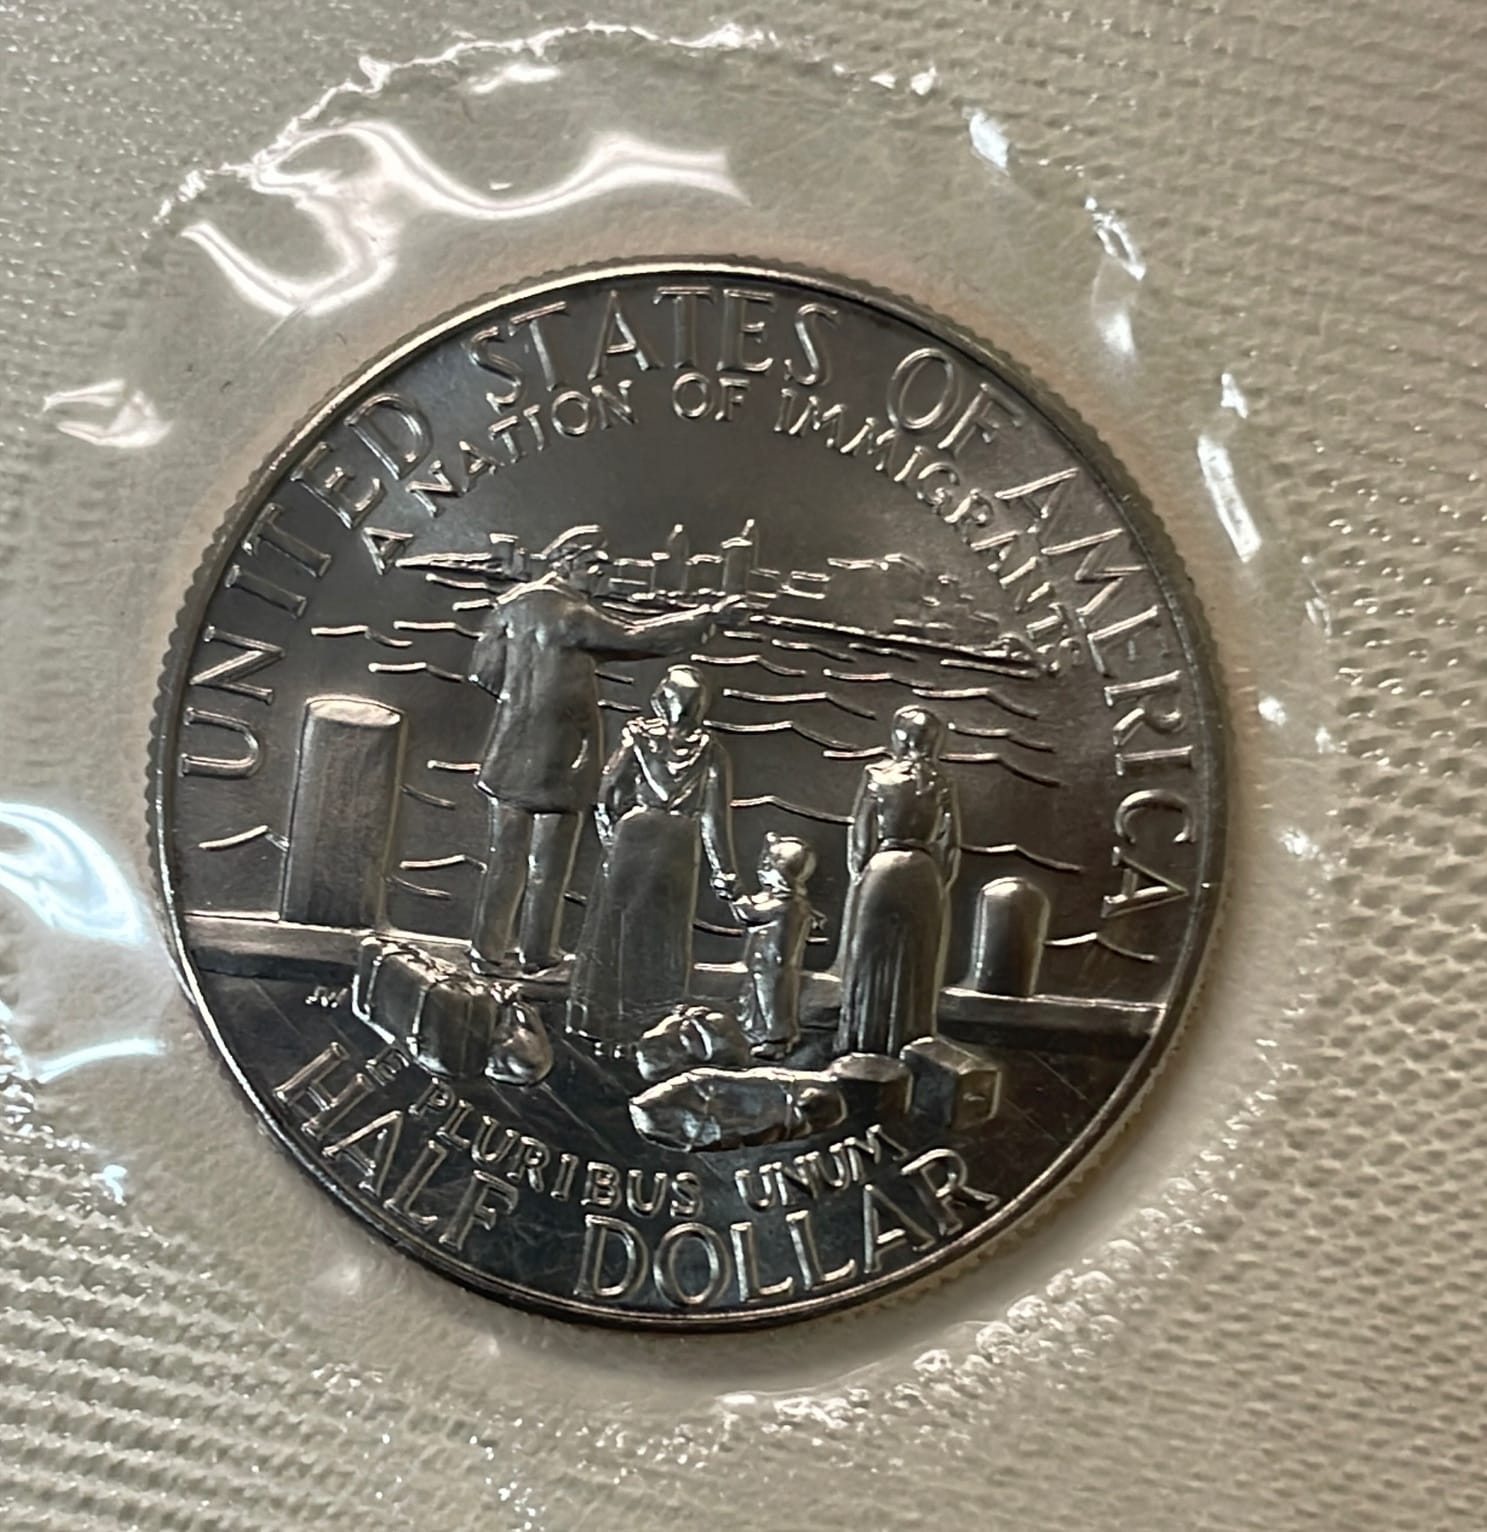 UNITED STATES OF AMERICA
A NATION OF IMMIGRANTS
E PLURIBUS UNUM
HALF DOLLAR